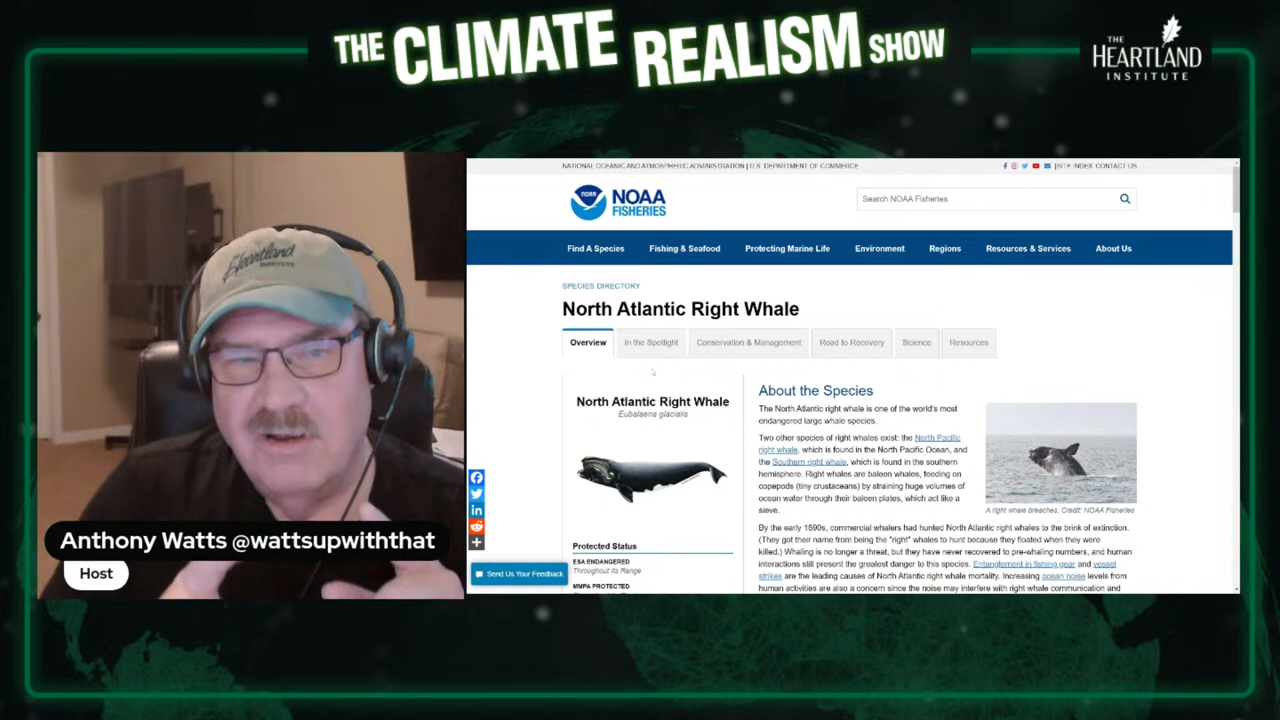 THE CLIMATE REALISM SHOW
THE
HEARTLAND
INSTITUTE
Heartland
INSTITUTE
Anthony Watts @wattsupwiththat
Host
NATIONAL OCEANIC AND ATMOSPHERIC ADMINISTRATION | U.S. DEPARTMENT OF COMMERCE
SITE INDEX CONTACT US
NOAA
NOAA
FISHERIES
Search NOAA Fisheries
Find A Species Fishing & Seafood Protecting Marine Life Environment Regions Resources & Services About Us
SPECIES DIRECTORY
North Atlantic Right Whale
Overview In the Spotlight Conservation & Management Road to Recovery Science Resources
North Atlantic Right Whale
Eubalaena glacialis
Protected Status
ESA ENDANGERED
Throughout Its Range
MMPA PROTECTED
Send Us Your Feedback
About the Species
The North Atlantic right whale is one of the world's most
endangered large whale species.
Two other species of right whales exist: the North Pacific
right whale, which is found in the North Pacific Ocean, and
the Southern right whale, which is found in the southern
hemisphere. Right whales are baleen whales, feeding on
copepods (tiny crustaceans) by straining huge volumes of
ocean water through their baleen plates, which act like a
sieve.
A right whale breaches. Credit: NOAA Fisheries
By the early 1890s, commercial whalers had hunted North Atlantic right whales to the brink of extinction.
(They got their name from being the "right" whales to hunt because they floated when they were
killed.) Whaling is no longer a threat, but they have never recovered to pre-whaling numbers, and human
interactions still present the greatest danger to this species. Entanglement in fishing gear and vessel
strikes are the leading causes of North Atlantic right whale mortality. Increasing ocean noise levels from
human activities are also a concern since the noise may interfere with right whale communication and